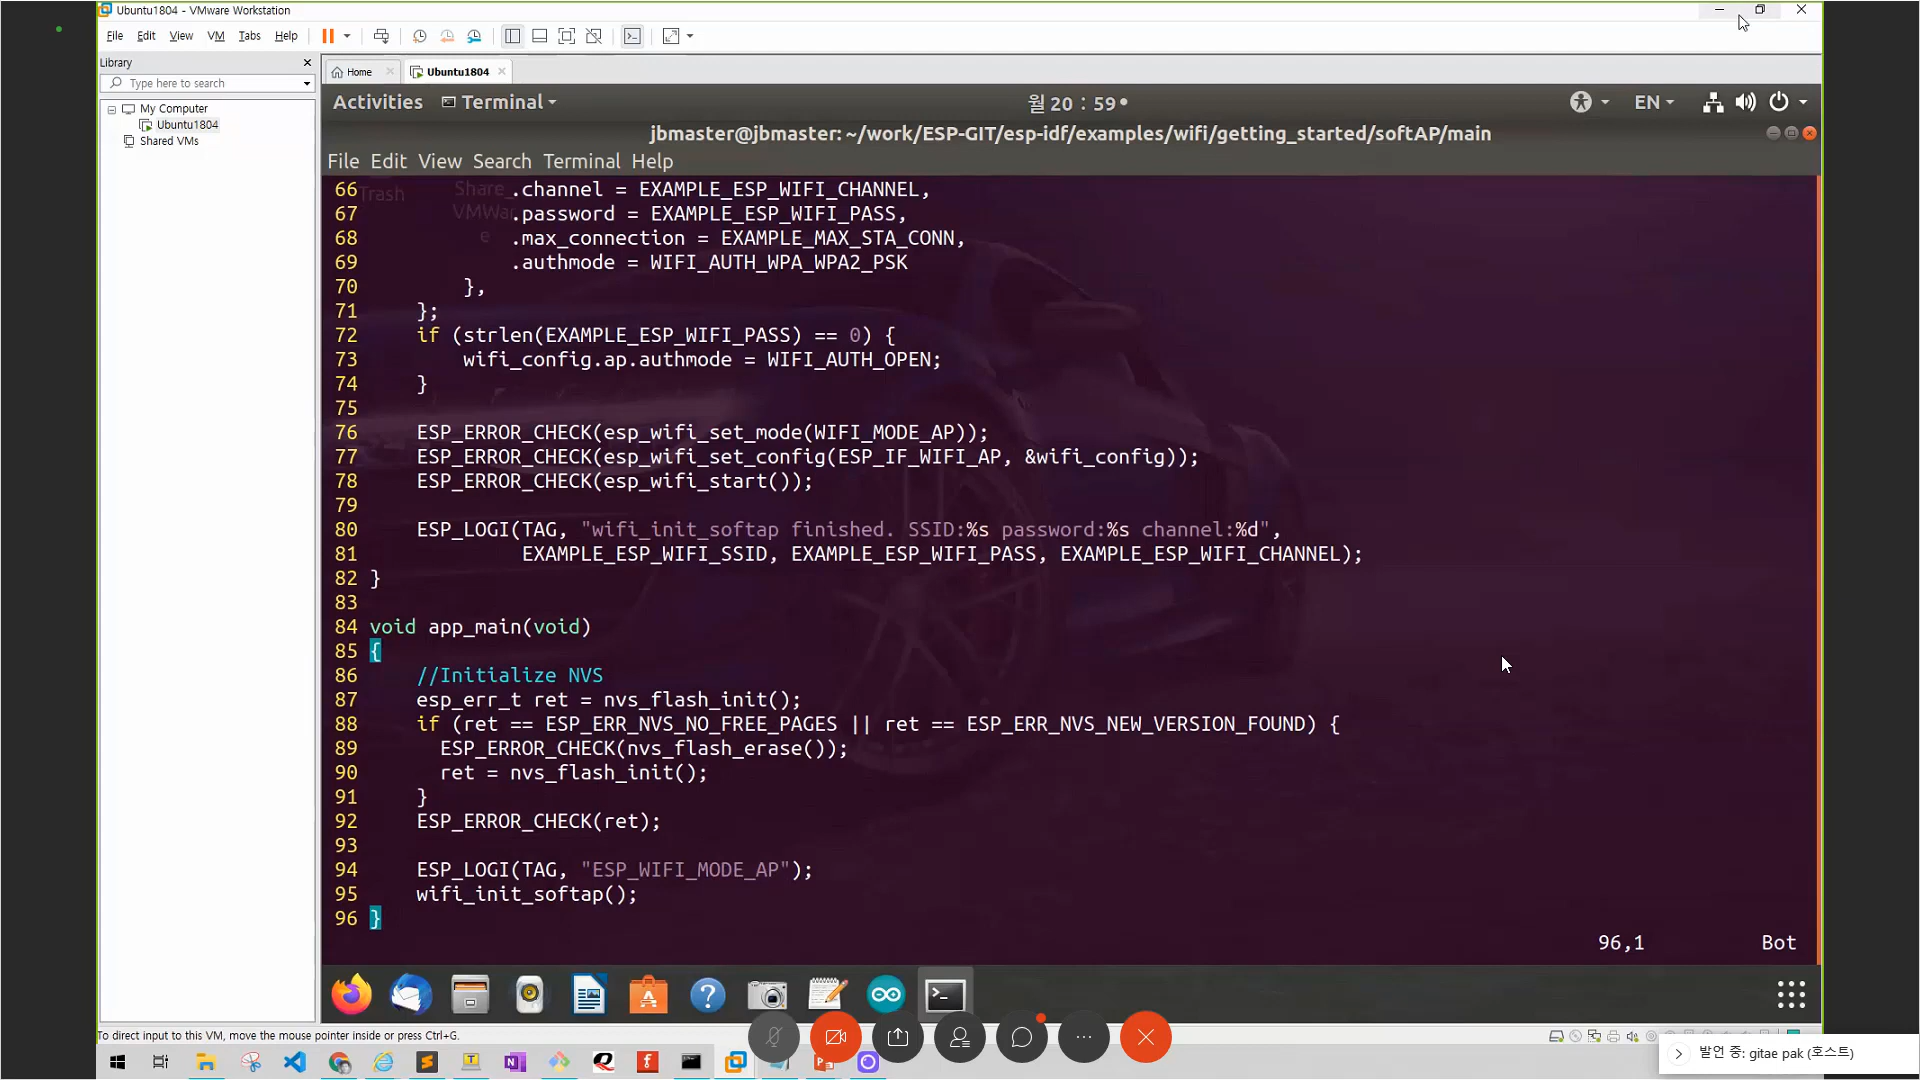 Ubuntu1804 - VMware Workstation
File Edit View VM Tabs Help
Library
Type here to search
My Computer
Ubuntu1804
Shared VMs
Home Ubuntu1804
Activities Terminal 월 20 : 59 EN
jbmaster@jbmaster: ~/work/ESP-GIT/esp-idf/examples/wifi/getting_started/softAP/main
File Edit View Search Terminal Help
Trash
Share_
VMWar
e
66 .channel = EXAMPLE_ESP_WIFI_CHANNEL,
67 .password = EXAMPLE_ESP_WIFI_PASS,
68 .max_connection = EXAMPLE_MAX_STA_CONN,
69 .authmode = WIFI_AUTH_WPA_WPA2_PSK
70 },
71 };
72 if (strlen(EXAMPLE_ESP_WIFI_PASS) == 0) {
73 wifi_config.ap.authmode = WIFI_AUTH_OPEN;
74 }
75
76 ESP_ERROR_CHECK(esp_wifi_set_mode(WIFI_MODE_AP));
77 ESP_ERROR_CHECK(esp_wifi_set_config(ESP_IF_WIFI_AP, &wifi_config));
78 ESP_ERROR_CHECK(esp_wifi_start());
79
80 ESP_LOGI(TAG, "wifi_init_softap finished. SSID:%s password:%s channel:%d",
81 EXAMPLE_ESP_WIFI_SSID, EXAMPLE_ESP_WIFI_PASS, EXAMPLE_ESP_WIFI_CHANNEL);
82 }
83
84 void app_main(void)
85 {
86 //Initialize NVS
87 esp_err_t ret = nvs_flash_init();
88 if (ret == ESP_ERR_NVS_NO_FREE_PAGES || ret == ESP_ERR_NVS_NEW_VERSION_FOUND) {
89 ESP_ERROR_CHECK(nvs_flash_erase());
90 ret = nvs_flash_init();
91 }
92 ESP_ERROR_CHECK(ret);
93
94 ESP_LOGI(TAG, "ESP_WIFI_MODE_AP");
95 wifi_init_softap();
96 }
96,1 Bot
To direct input to this VM, move the mouse pointer inside or press Ctrl+G.
발언 중: gitae pak (호스트)